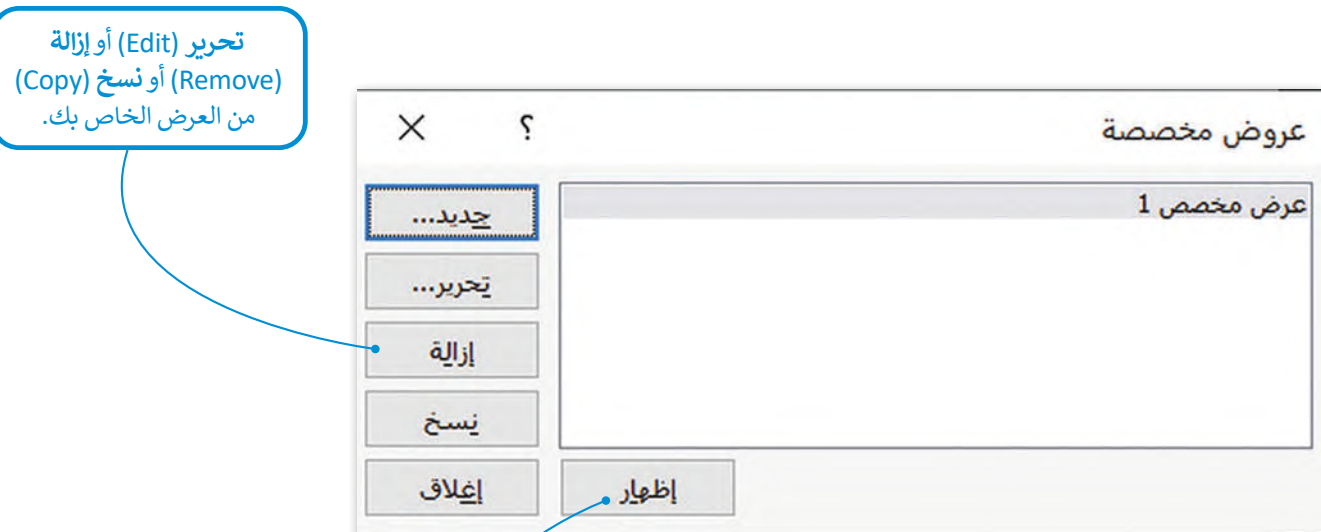 تحرير (Edit) أو إزالة
(Remove) أو نسخ (Copy)
من العرض الخاص بك.
عروض مخصصة
؟
عرض مخصص 1
جديد...
تحرير...
إزالة
نسخ
إظهار
إغلاق